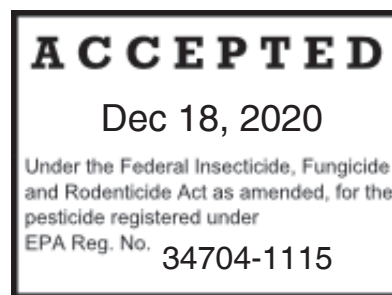 ACCEPTED
Dec 18, 2020
Under the Federal Insecticide, Fungicide
and Rodenticide Act as amended, for the
pesticide registered under
EPA Reg. No. 34704-1115